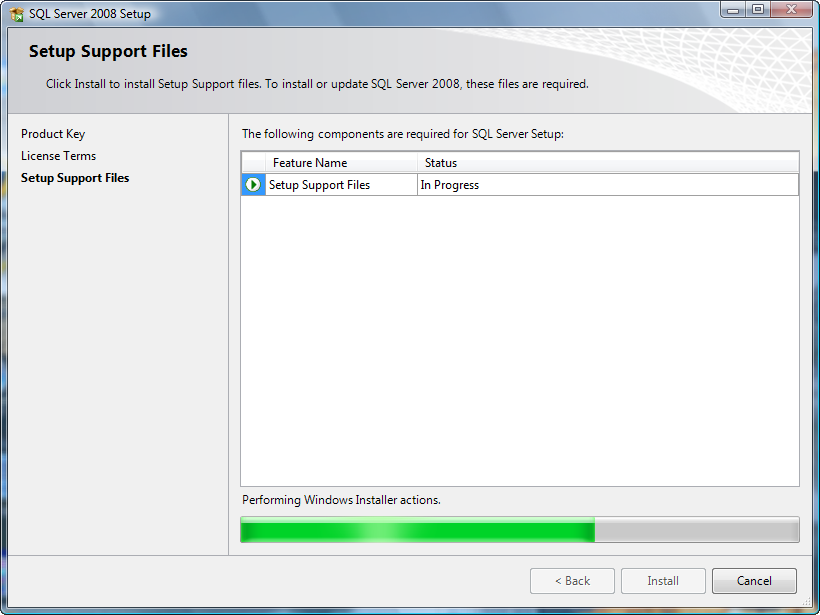 SQL Server 2008 Setup
Setup Support Files
Click Install to install Setup Support files. To install or update SQL Server 2008, these files are required.
Product Key
License Terms
Setup Support Files
The following components are required for SQL Server Setup:
Feature Name Status
Setup Support Files In Progress
Performing Windows Installer actions.
< Back Install Cancel